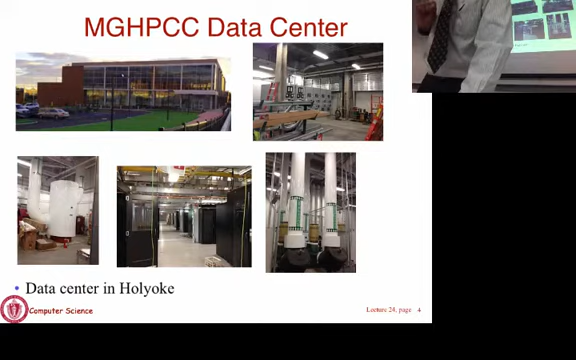 MGHPCC Data Center
• Data center in Holyoke
Computer Science
Lecture 24, page 4